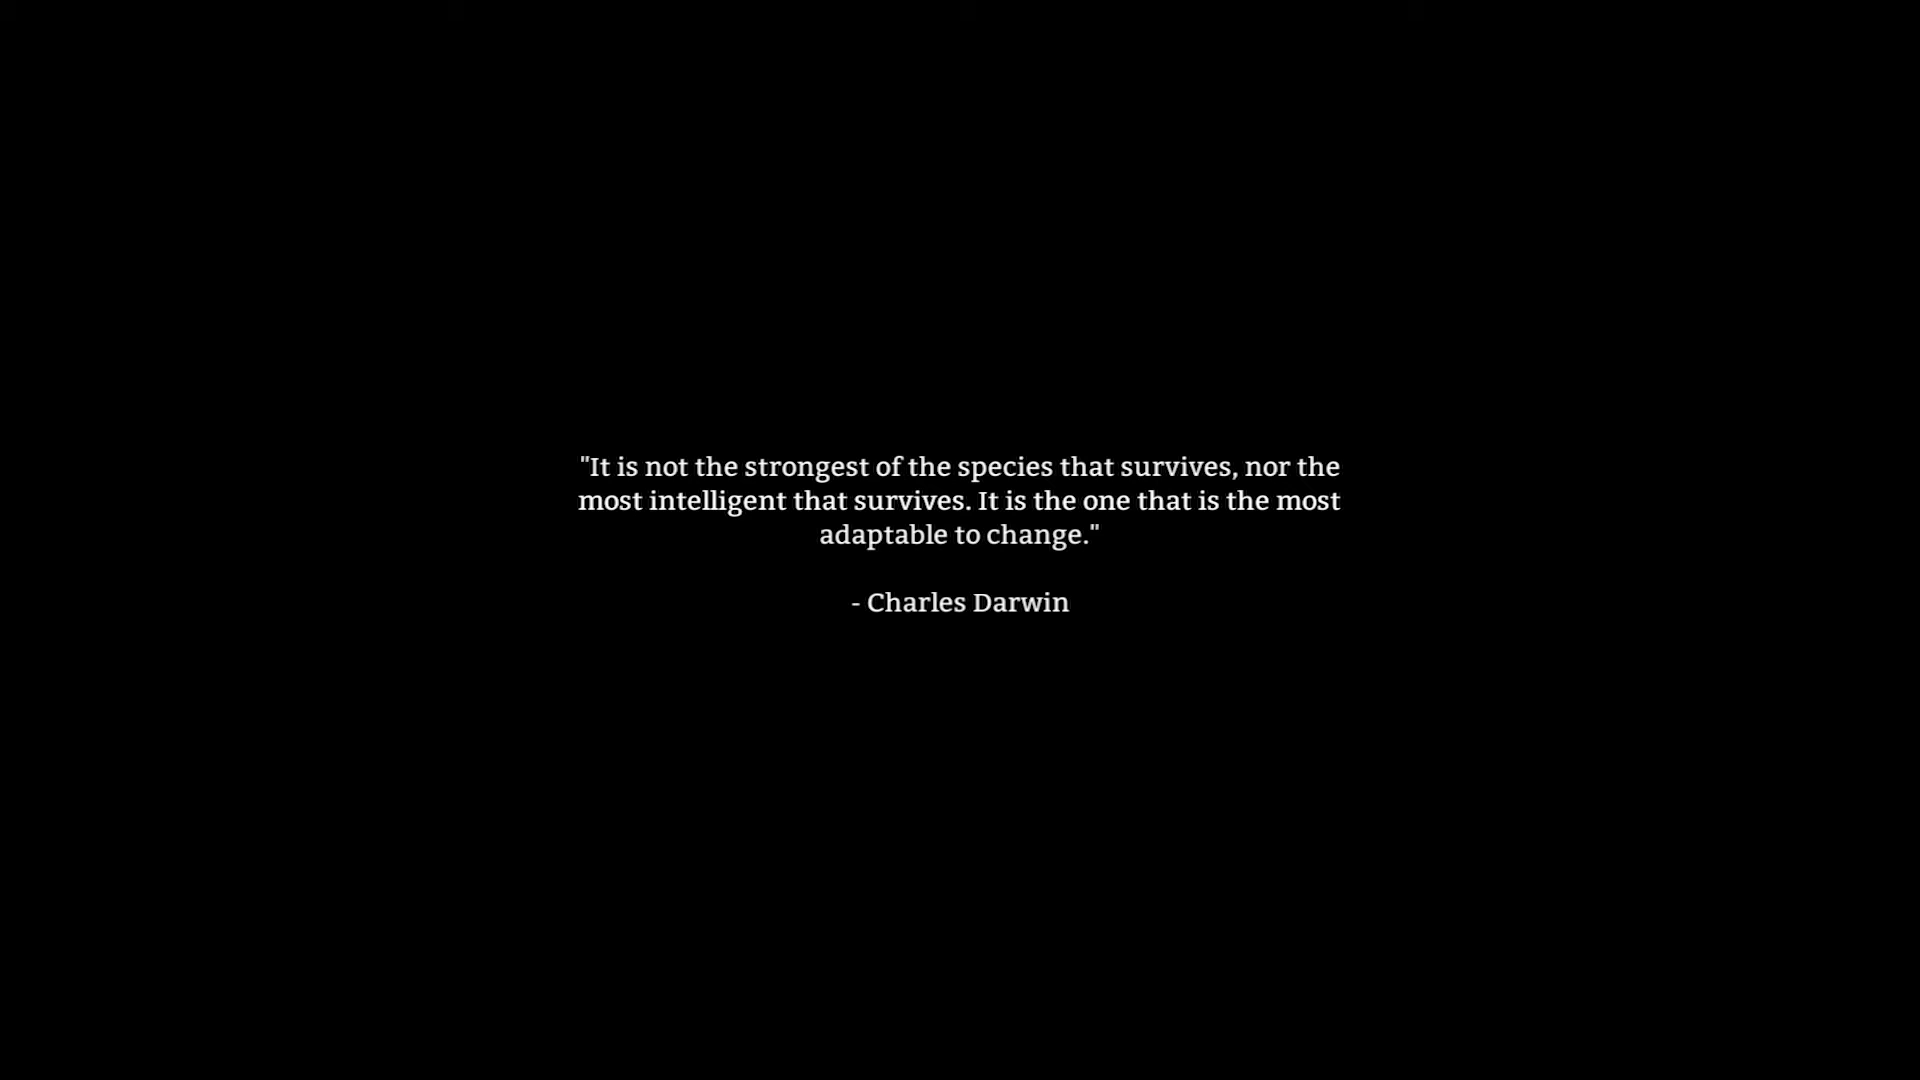 "It is not the strongest of the species that survives, nor the
most intelligent that survives. It is the one that is the most
adaptable to change."
- Charles Darwin